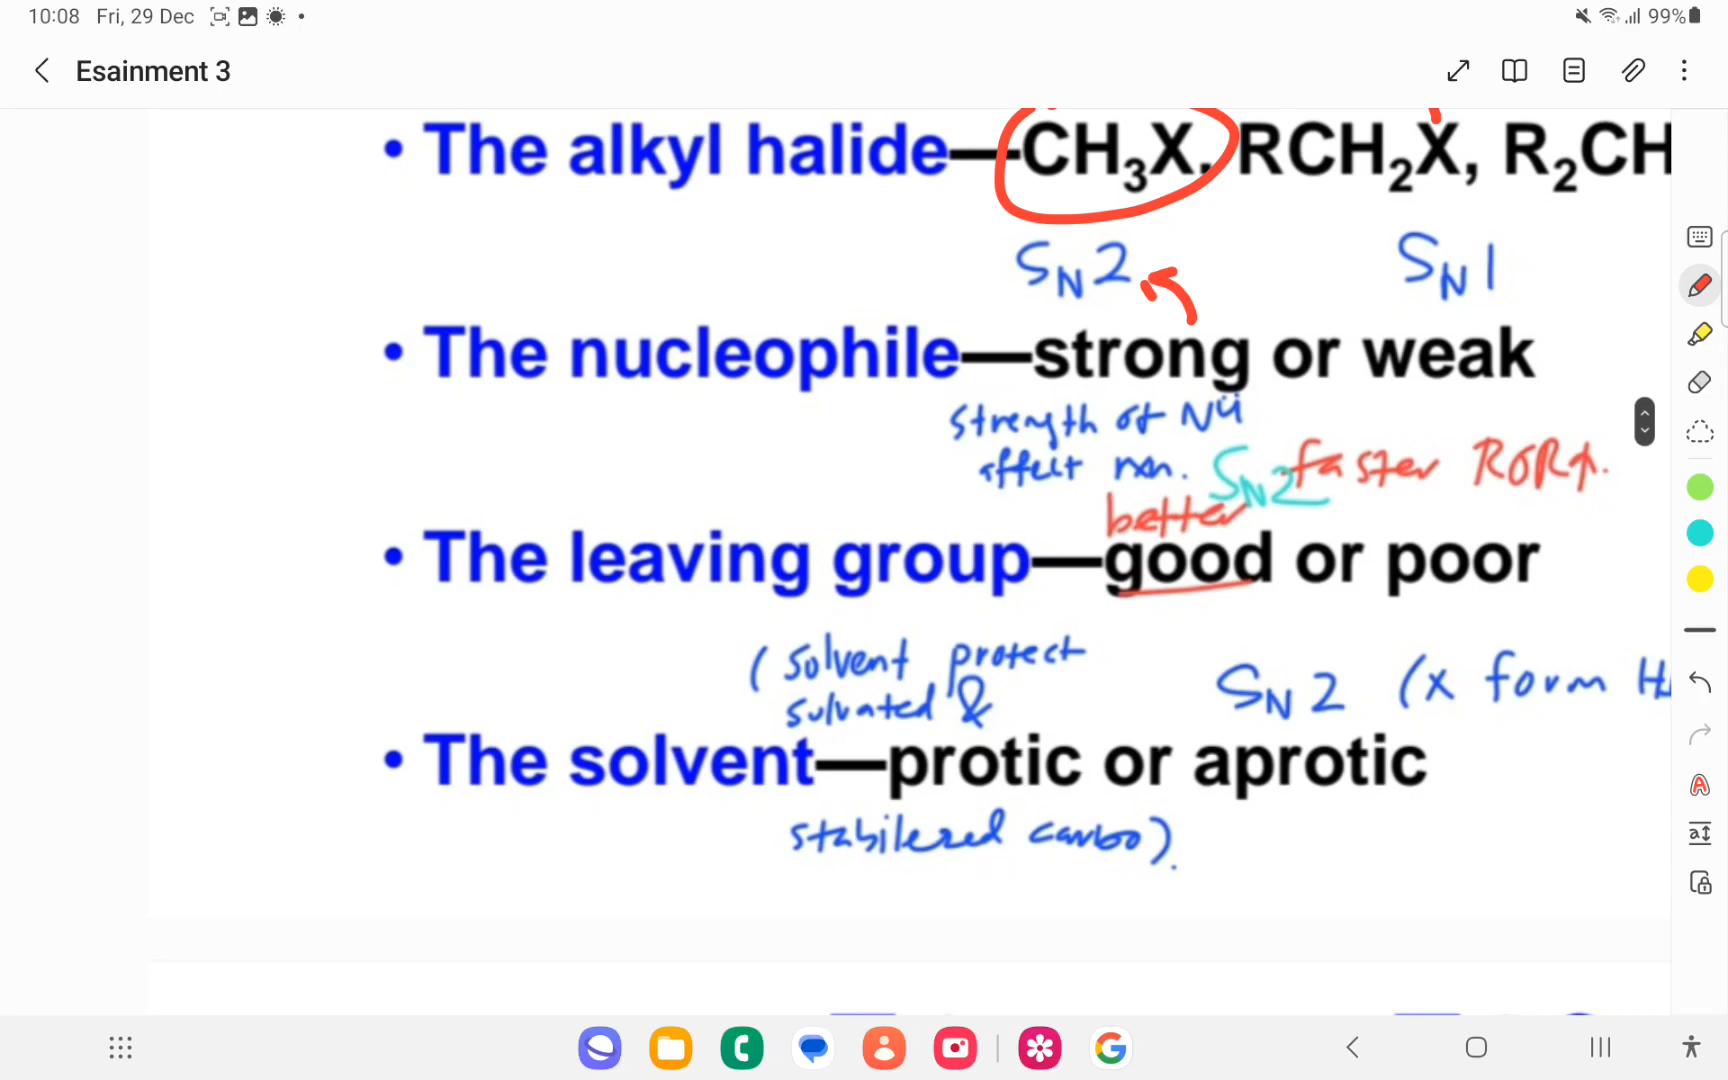 10:08 Fri, 29 Dec 99%
Esainment 3
• The alkyl halide—CH₃X, RCH₂X, R₂CH
SN2 SN1
• The nucleophile—strong or weak
strength of Nü
affect rxn. SN2 faster ROR↑.
better
• The leaving group—good or poor
(solvent protect
solvated & SN2 (x form H
• The solvent—protic or aprotic
stabilered carbo).